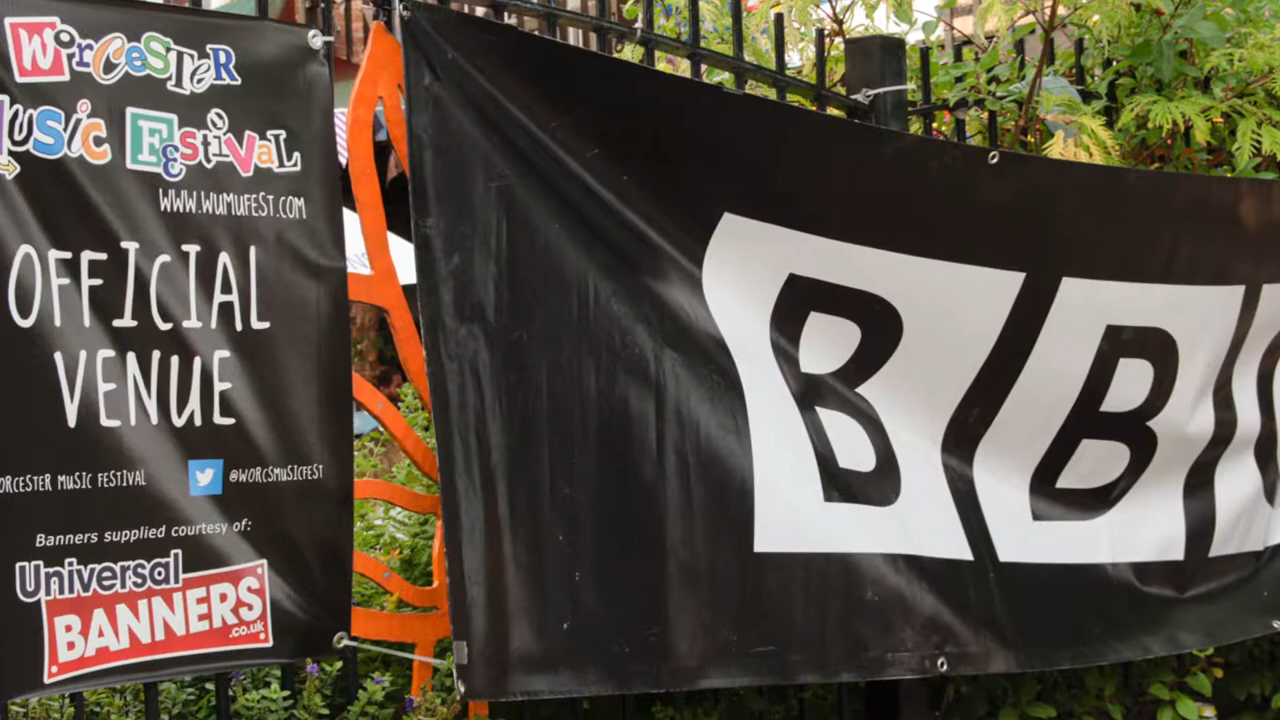 WorCeSTeR
MUSic FEStivaL
WWW.WUMUFEST.COM
OFFICIAL
VENUE
MUSIC FESTIVAL
@WORCSMUSICFEST
Banners supplied courtesy of:
Universal
BANNERS
.co.uk
BBC